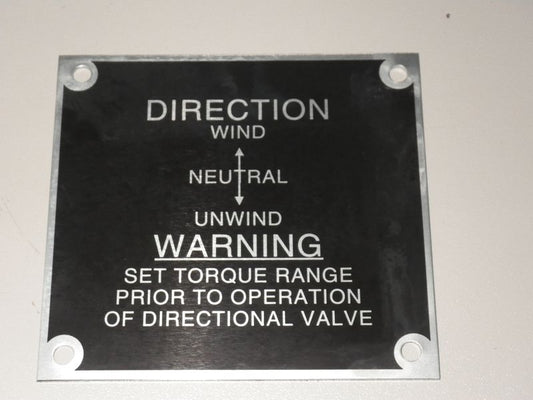 DIRECTION
WIND
NEUTRAL
UNWIND
WARNING
SET TORQUE RANGE
PRIOR TO OPERATION
OF DIRECTIONAL VALVE